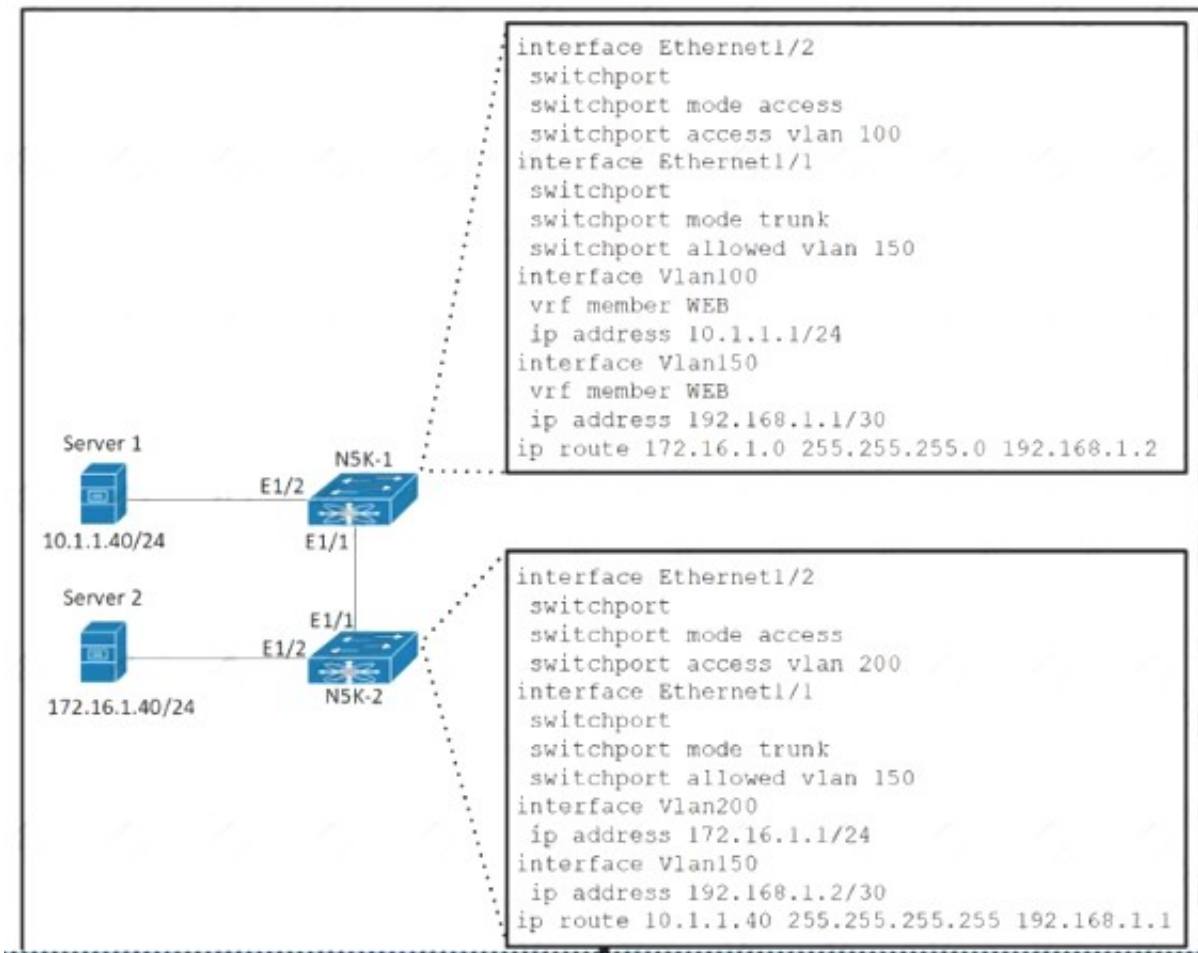 interface Ethernet1/2
switchport
switchport mode access
switchport access vlan 100
interface Ethernet1/1
switchport
switchport mode trunk
switchport allowed vlan 150
interface Vlan100
vrf member WEB
ip address 10.1.1.1/24
interface Vlan150
vrf member WEB
ip address 192.168.1.1/30
ip route 172.16.1.0 255.255.255.0 192.168.1.2
Server 1
N5K-1
E1/2
10.1.1.40/24
E1/1
Server 2
E1/1
E1/2
N5K-2
172.16.1.40/24
interface Ethernet1/2
switchport
switchport mode access
switchport access vlan 200
interface Ethernet1/1
switchport
switchport mode trunk
switchport allowed vlan 150
interface Vlan200
ip address 172.16.1.1/24
interface Vlan150
ip address 192.168.1.2/30
ip route 10.1.1.40 255.255.255.255 192.168.1.1